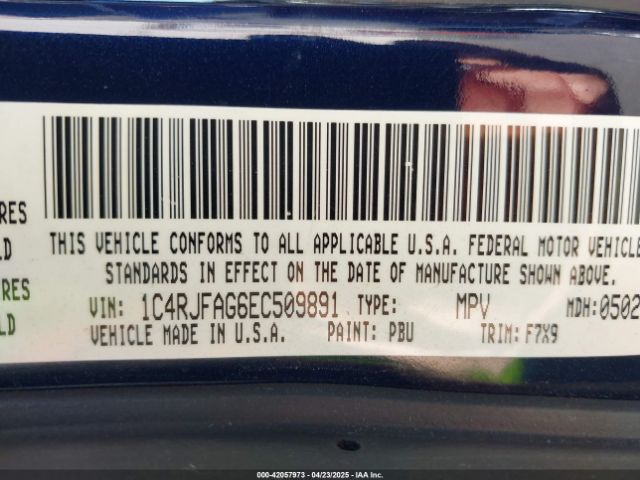 THIS VEHICLE CONFORMS TO ALL APPLICABLE U.S.A. FEDERAL MOTOR VEHICLE
STANDARDS IN EFFECT ON THE DATE OF MANUFACTURE SHOWN ABOVE.
VIN: 1C4RJFAG6EC509891 TYPE: MPV MDH:0502
VEHICLE MADE IN U.S.A. PAINT: PBU TRIM: F7X9
RES
LD
RES
LD
000-42057973 - 04/23/2025 - IAA Inc.